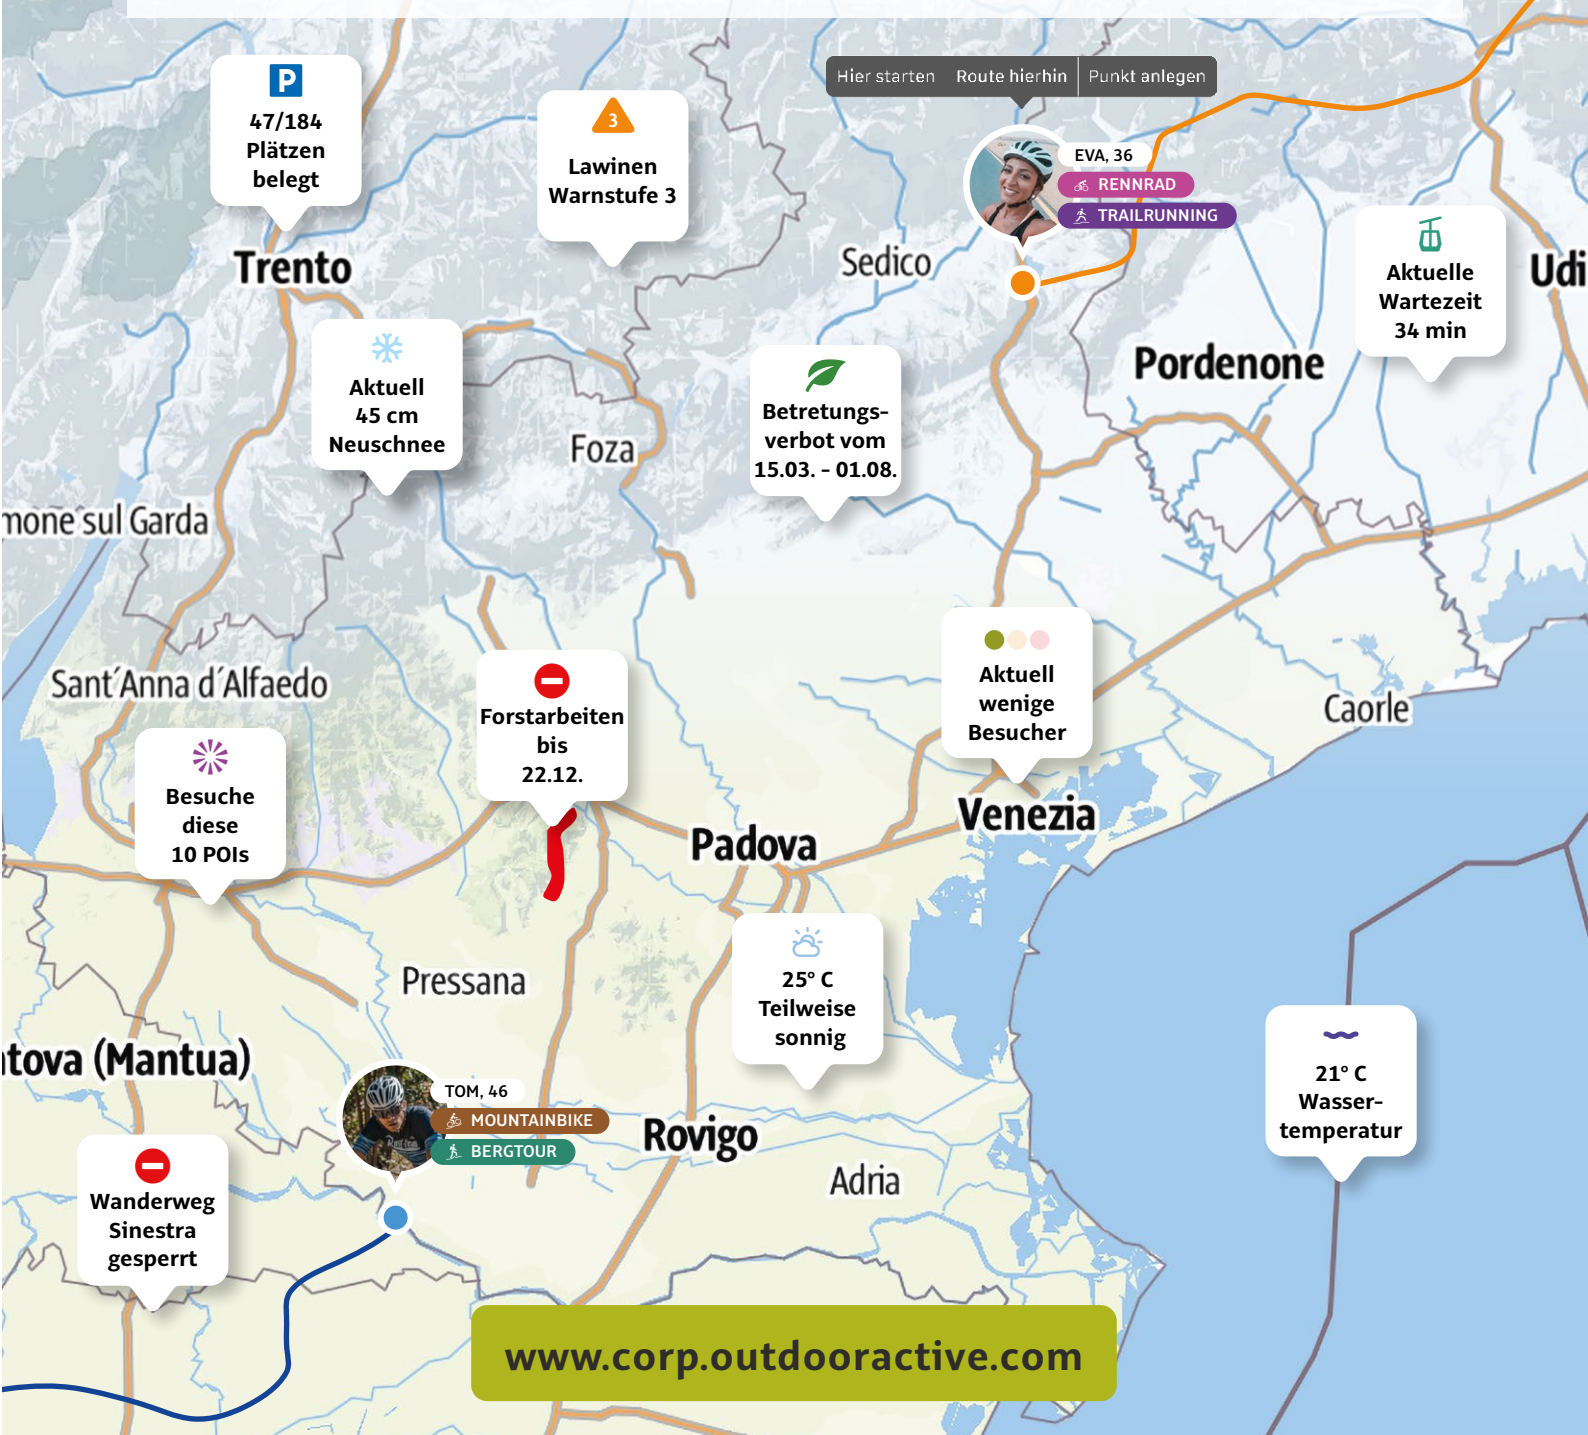 Hier starten
Route hierhin
Punkt anlegen
47/184
Plätzen
belegt
3
Lawinen
Warnstufe 3
EVA, 36
RENNRAD
TRAILRUNNING
Trento
Sedico
Aktuelle
Wartezeit
34 min
Udi
Aktuell
45 cm
Neuschnee
Pordenone
Betretungs-
verbot vom
15.03. - 01.08.
Foza
mone sul Garda
Sant´Anna d´Alfaedo
Forstarbeiten
bis
22.12.
Aktuell
wenige
Besucher
Caorle
Besuche
diese
10 POIs
Padova
Venezia
Pressana
25° C
Teilweise
sonnig
tova (Mantua)
21° C
Wasser-
temperatur
TOM, 46
MOUNTAINBIKE
BERGTOUR
Rovigo
Adria
Wanderweg
Sinestra
gesperrt
www.corp.outdooractive.com
P